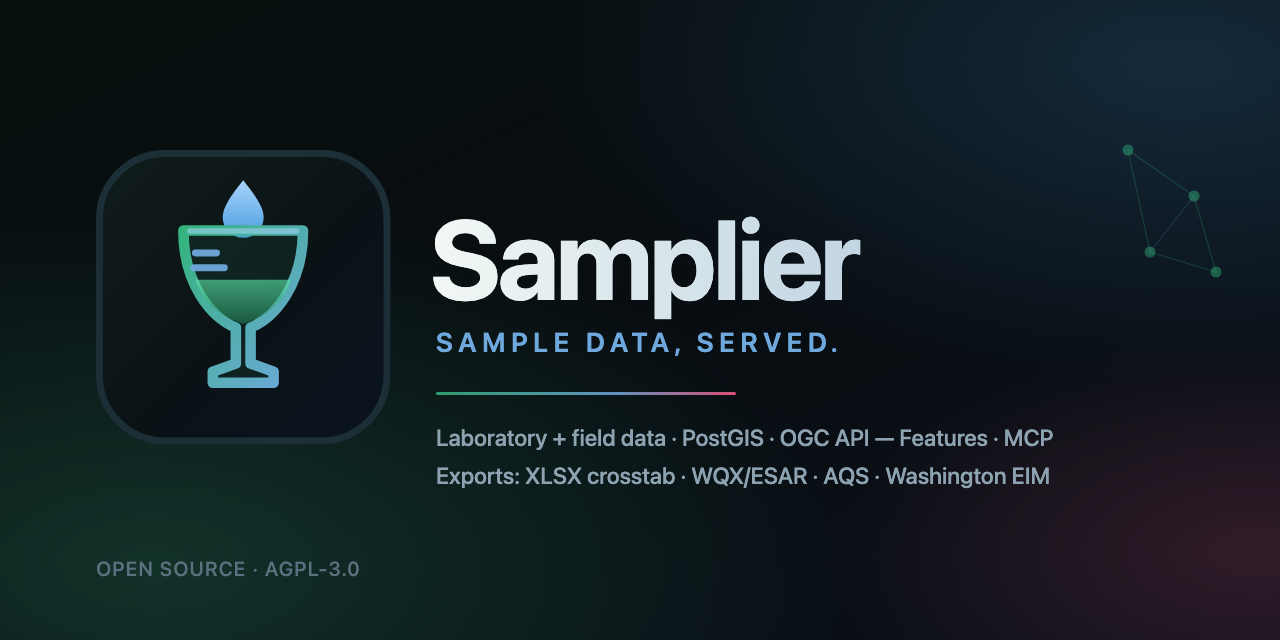 Samplier
SAMPLE DATA, SERVED.
Laboratory + field data · PostGIS · OGC API — Features · MCP
Exports: XLSX crosstab · WQX/ESAR · AQS · Washington EIM
OPEN SOURCE · AGPL-3.0